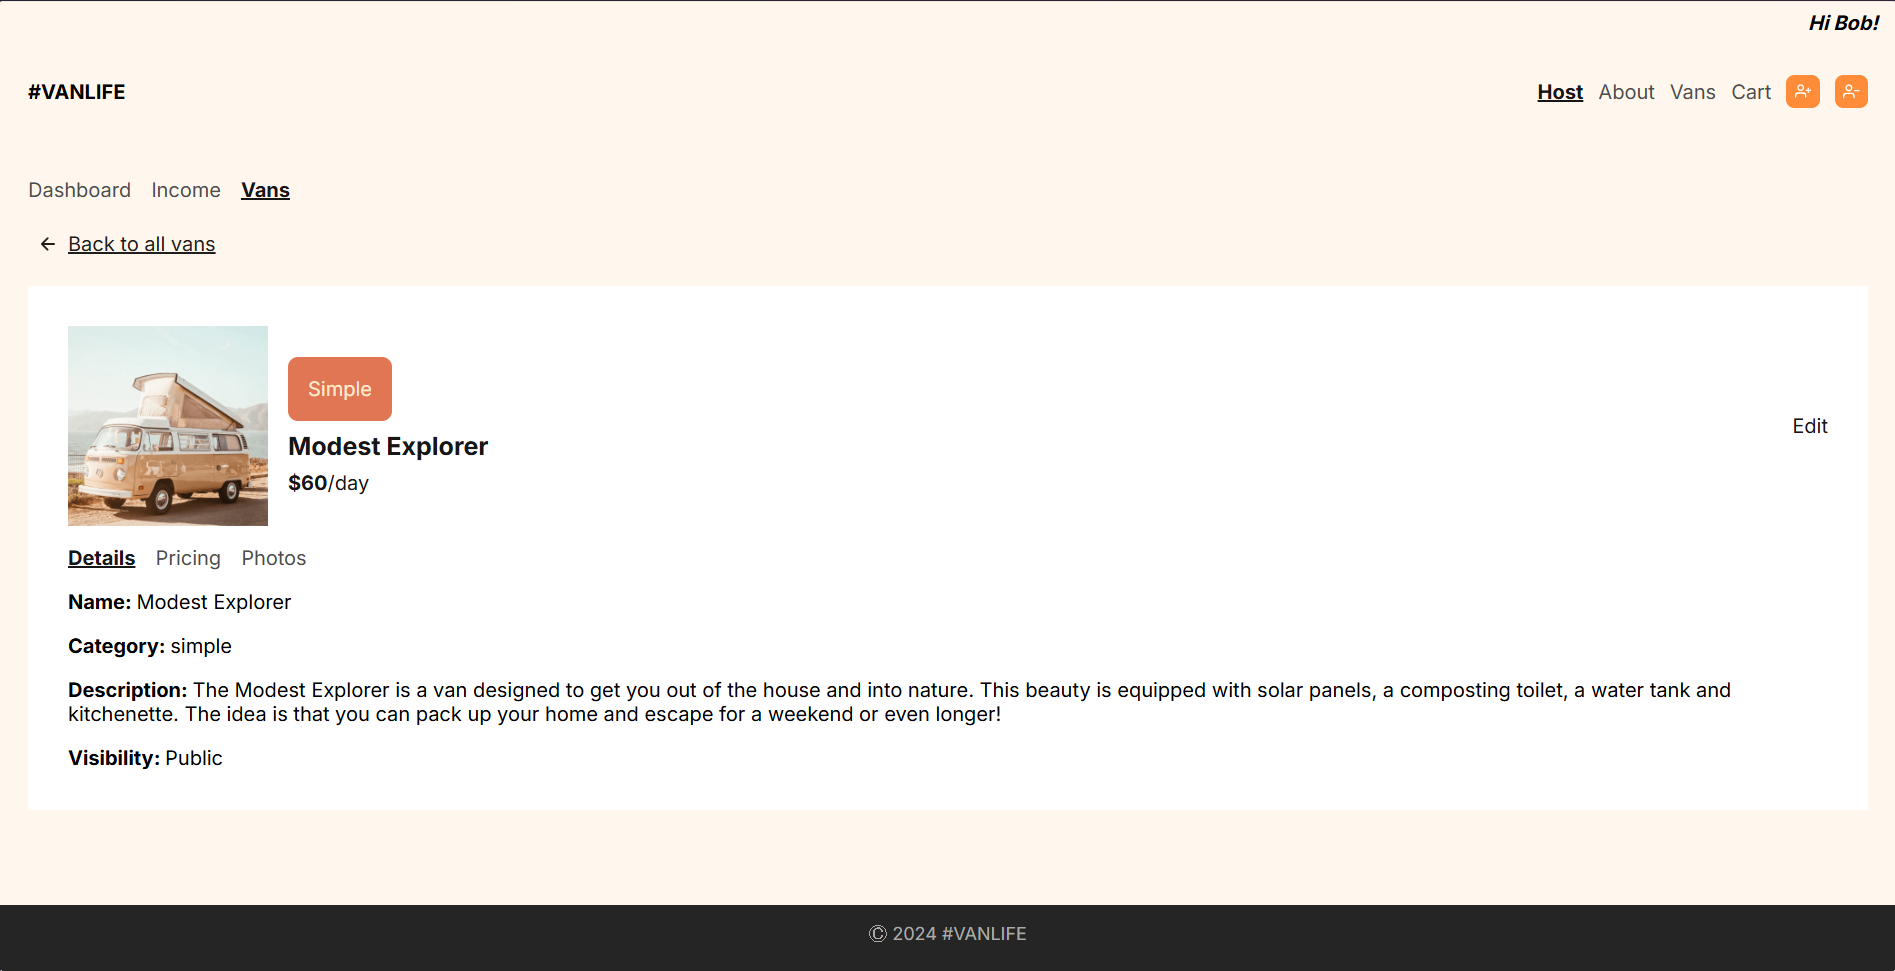 Hi Bob!
#VANLIFE
Host About Vans Cart
Dashboard Income Vans
← Back to all vans
Simple
Modest Explorer
$60/day
Edit
Details Pricing Photos
Name: Modest Explorer
Category: simple
Description: The Modest Explorer is a van designed to get you out of the house and into nature. This beauty is equipped with solar panels, a composting toilet, a water tank and
kitchenette. The idea is that you can pack up your home and escape for a weekend or even longer!
Visibility: Public
© 2024 #VANLIFE